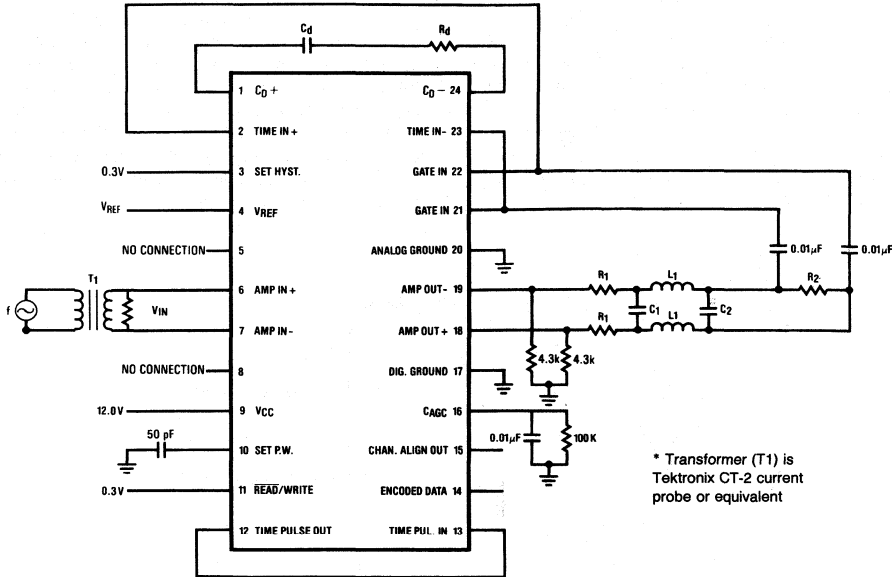 Cd Rd
1 CD + CD − 24
2 TIME IN + TIME IN− 23
0.3V 3 SET HYST. GATE IN 22
VREF 4 VREF GATE IN 21
NO CONNECTION 5 ANALOG GROUND 20
0.01µF 0.01µF
T1 R1 L1 R2
6 AMP IN + AMP OUT− 19
f VIN C1 C2
7 AMP IN− AMP OUT + 18 R1 L1
4.3k 4.3k
NO CONNECTION 8 DIG. GROUND 17
12.0V 9 VCC CAGC 16
50 pF 0.01µF 100K
10 SET P.W. CHAN. ALIGN OUT 15
0.3V 11 READ/WRITE ENCODED DATA 14
12 TIME PULSE OUT TIME PUL. IN 13
* Transformer (T1) is
Tektronix CT-2 current
probe or equivalent